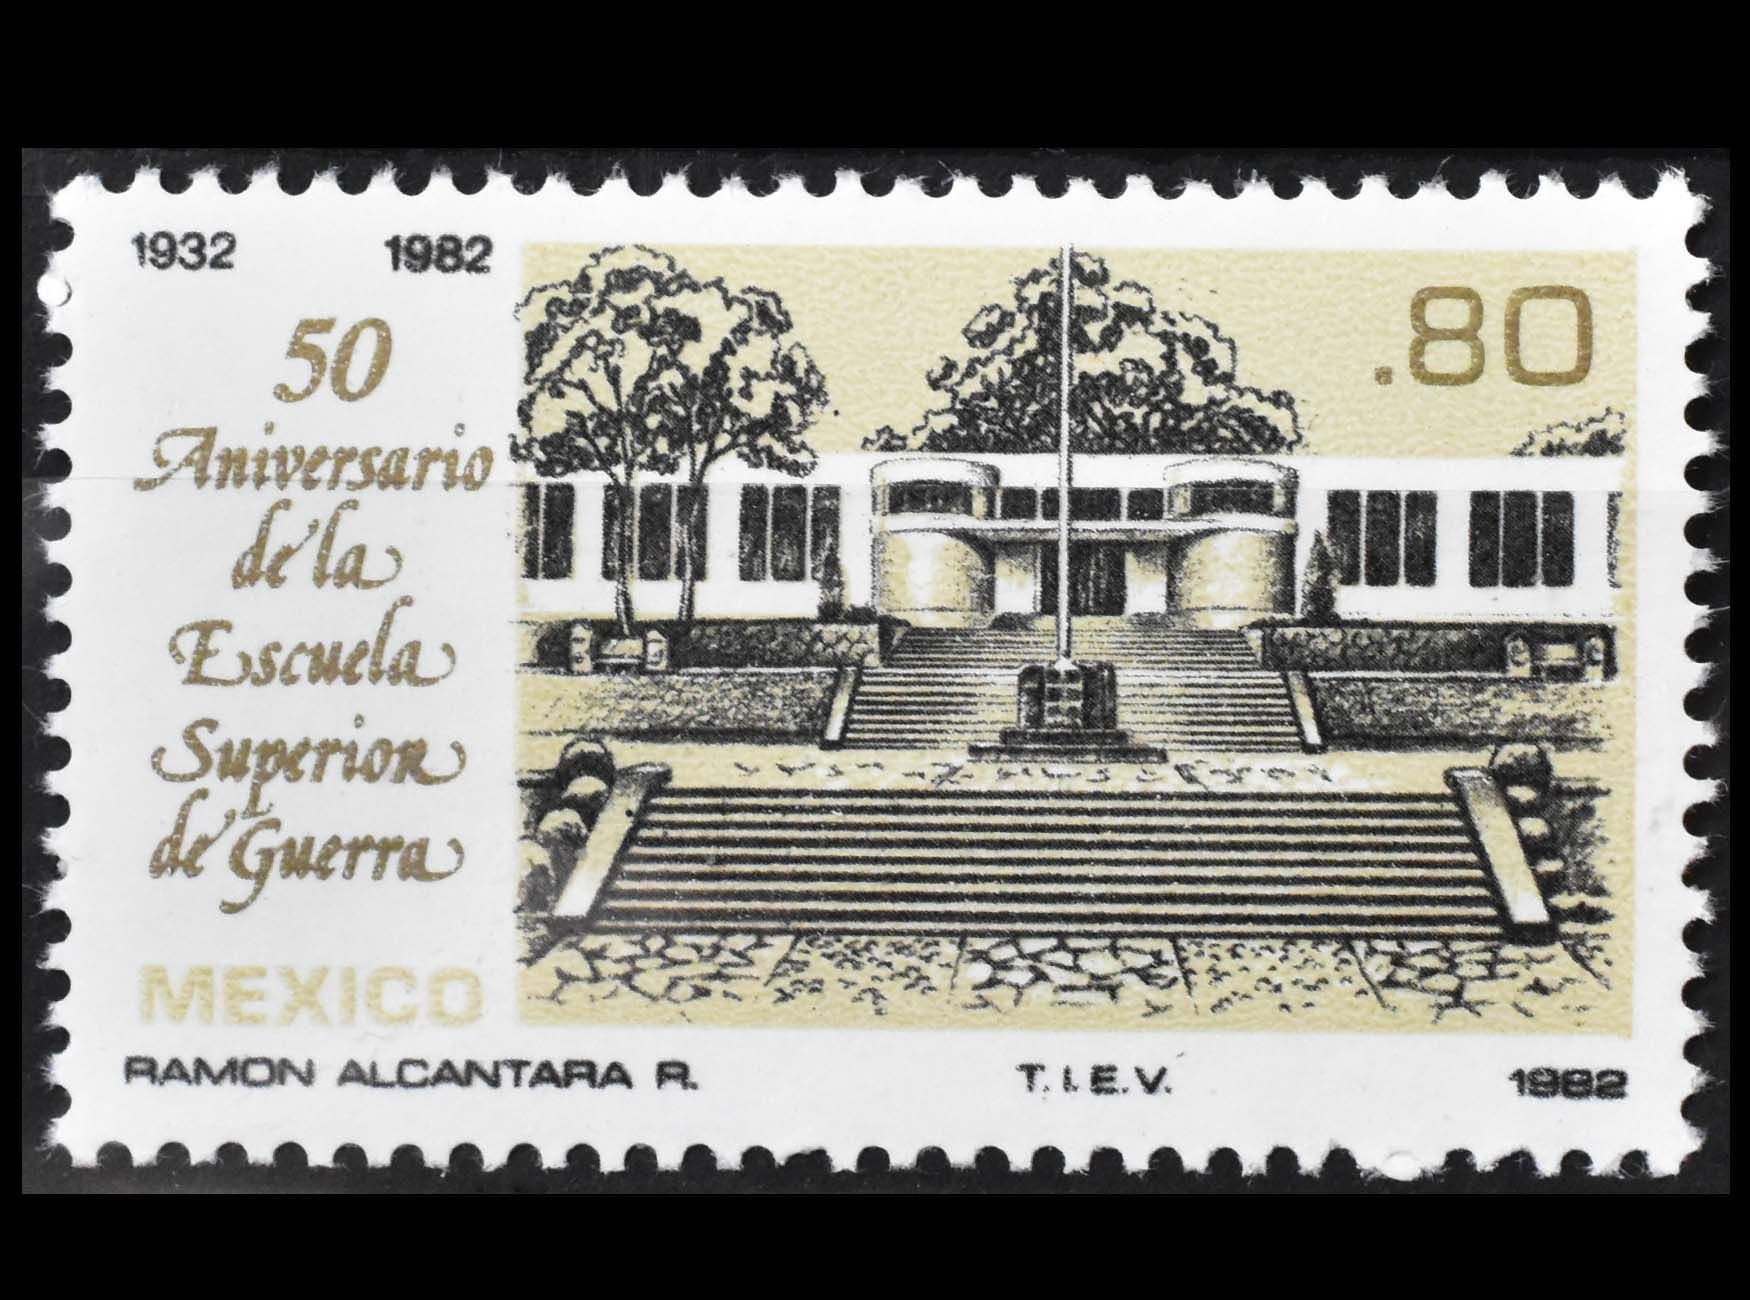 1932 1982
50
Aniversario
de la
Escuela
Superior
de Guerra
MEXICO
.80
RAMON ALCANTARA R. T.I.E.V. 1982